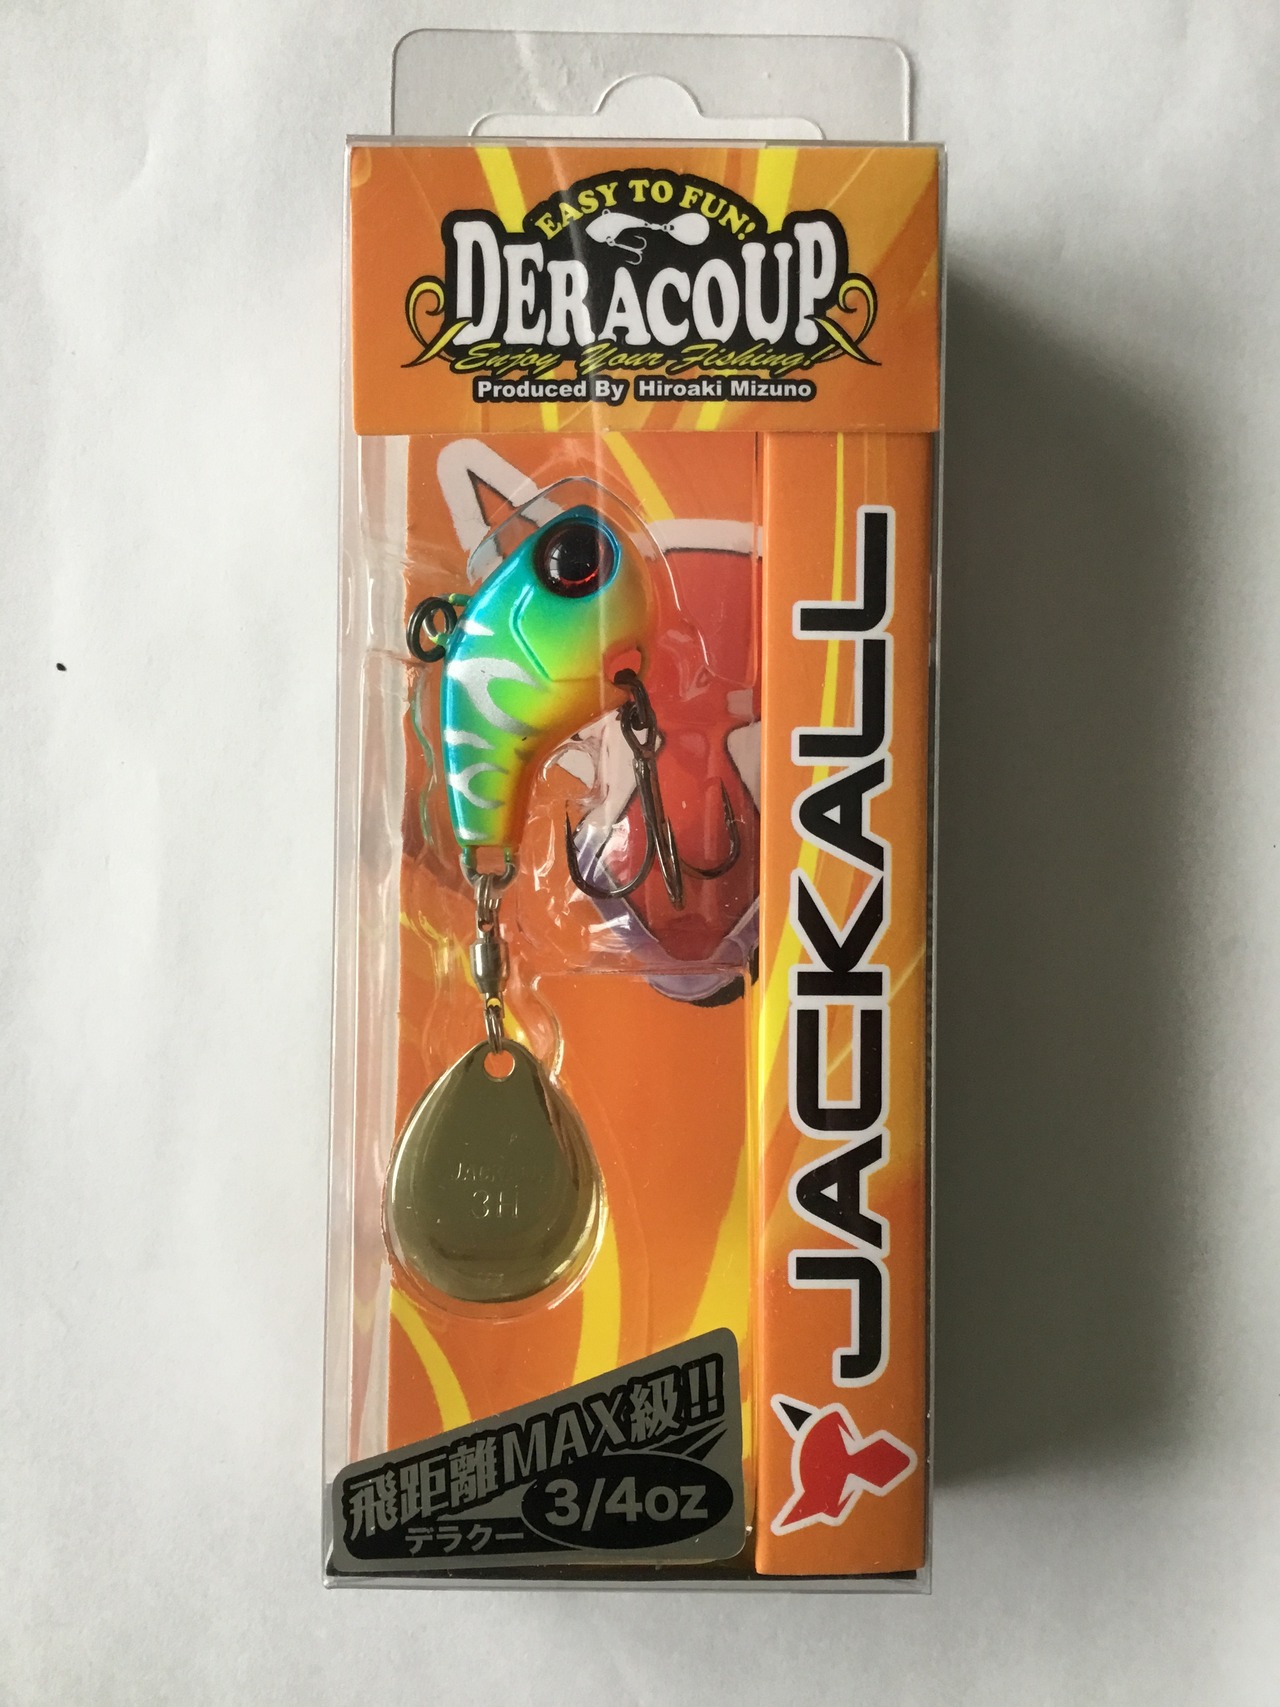 EASY TO FUN!
DERACOUP
Enjoy Your Fishing!
Produced By Hiroaki Mizuno
JACKALL
JACKALL
3H
飛距離MAX級!!
デラクー 3/4oz